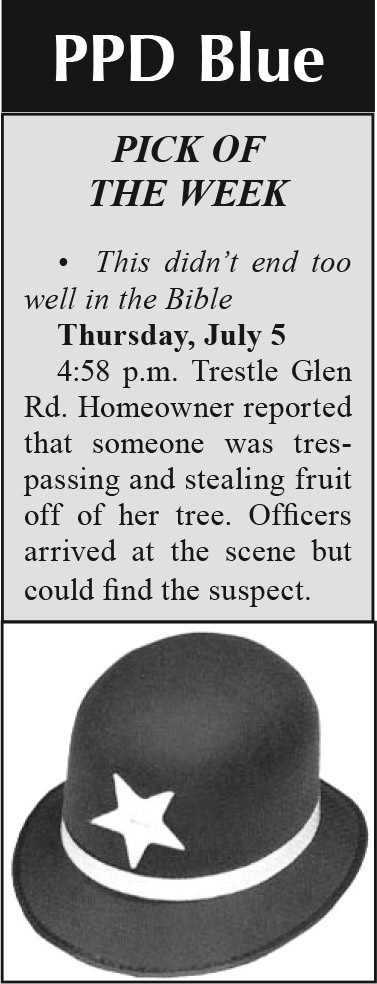 PPD Blue
PICK OF
THE WEEK
• This didn't end too
well in the Bible
Thursday, July 5
4:58 p.m. Trestle Glen
Rd. Homeowner reported
that someone was tres-
passing and stealing fruit
off of her tree. Officers
arrived at the scene but
could find the suspect.